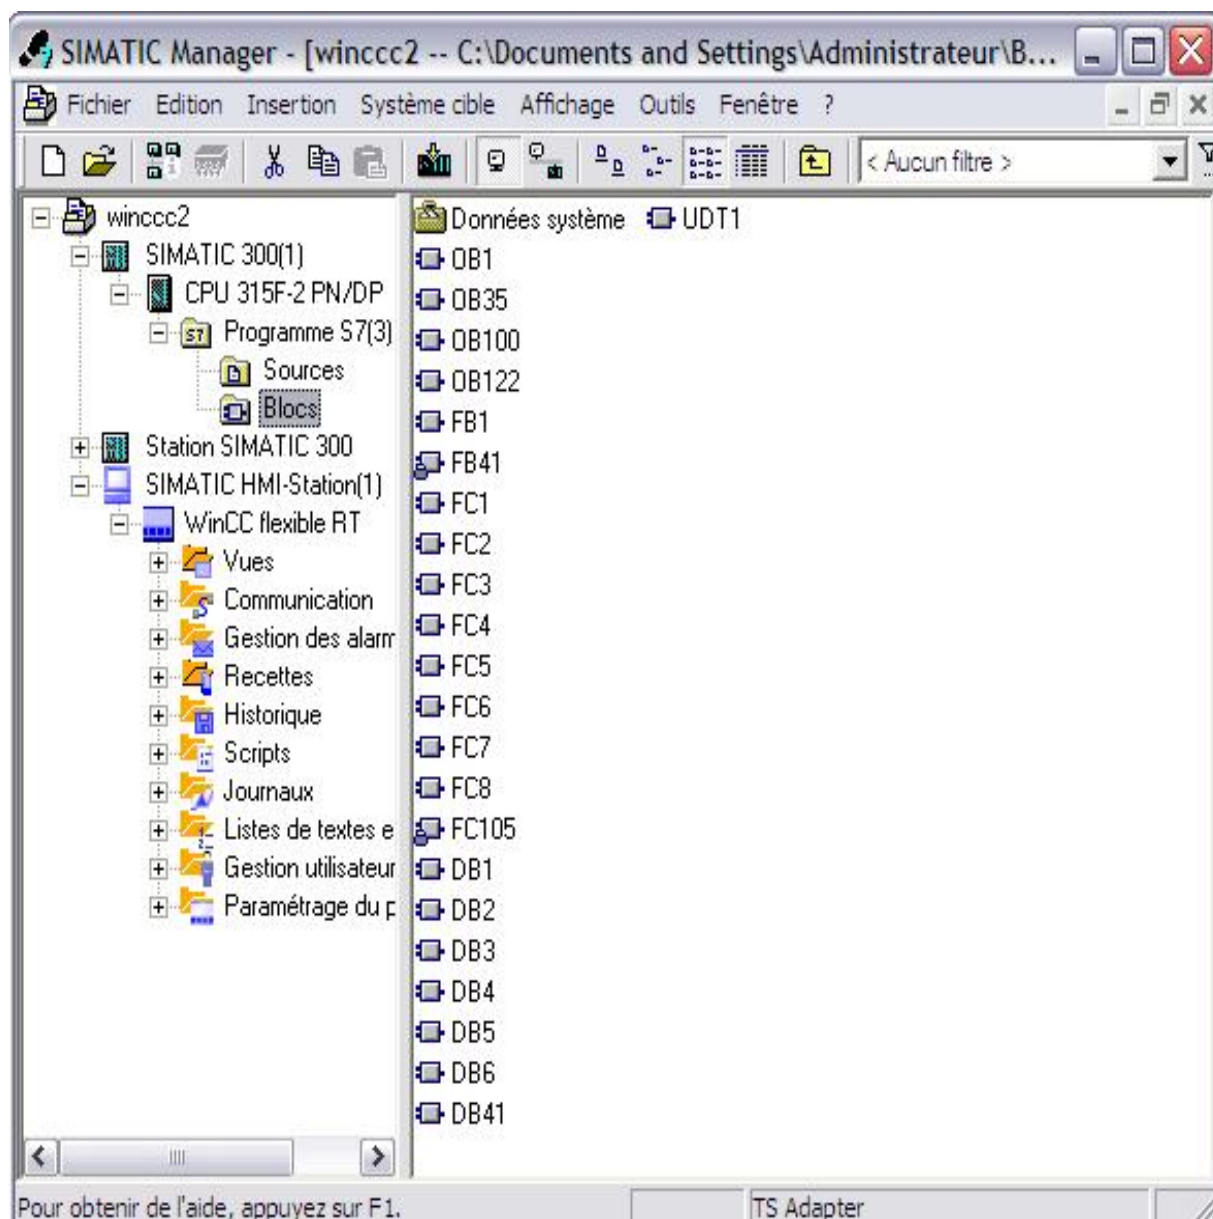 SIMATIC Manager - [winccc2 -- C:\Documents and Settings\Administrateur\B...
Fichier Edition Insertion Système cible Affichage Outils Fenêtre ?
< Aucun filtre >
winccc2
SIMATIC 300(1)
CPU 315F-2 PN/DP
Programme S7(3)
Sources
Blocs
Station SIMATIC 300
SIMATIC HMI-Station(1)
WinCC flexible RT
Vues
Communication
Gestion des alarm
Recettes
Historique
Scripts
Journaux
Listes de textes e
Gestion utilisateur
Paramétrage du p
Données système UDT1
OB1
OB35
OB100
OB122
FB1
FB41
FC1
FC2
FC3
FC4
FC5
FC6
FC7
FC8
FC105
DB1
DB2
DB3
DB4
DB5
DB6
DB41
Pour obtenir de l'aide, appuyez sur F1. TS Adapter